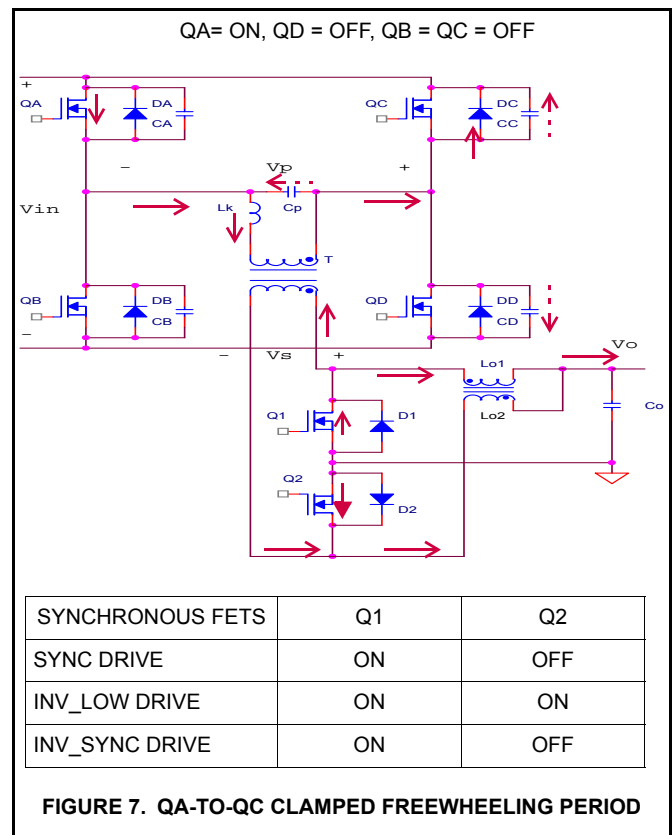 QA= ON, QD = OFF, QB = QC = OFF
+ 
QA DA CA QC DC CC
- Vp +
Vin Lk Cp
T
QB DB CB QD DD CD
- 
- Vs + Lo1 Vo
Q1 D1 Lo2 Co
Q2 D2
SYNCHRONOUS FETS Q1 Q2
SYNC DRIVE ON OFF
INV_LOW DRIVE ON ON
INV_SYNC DRIVE ON OFF
FIGURE 7. QA-TO-QC CLAMPED FREEWHEELING PERIOD